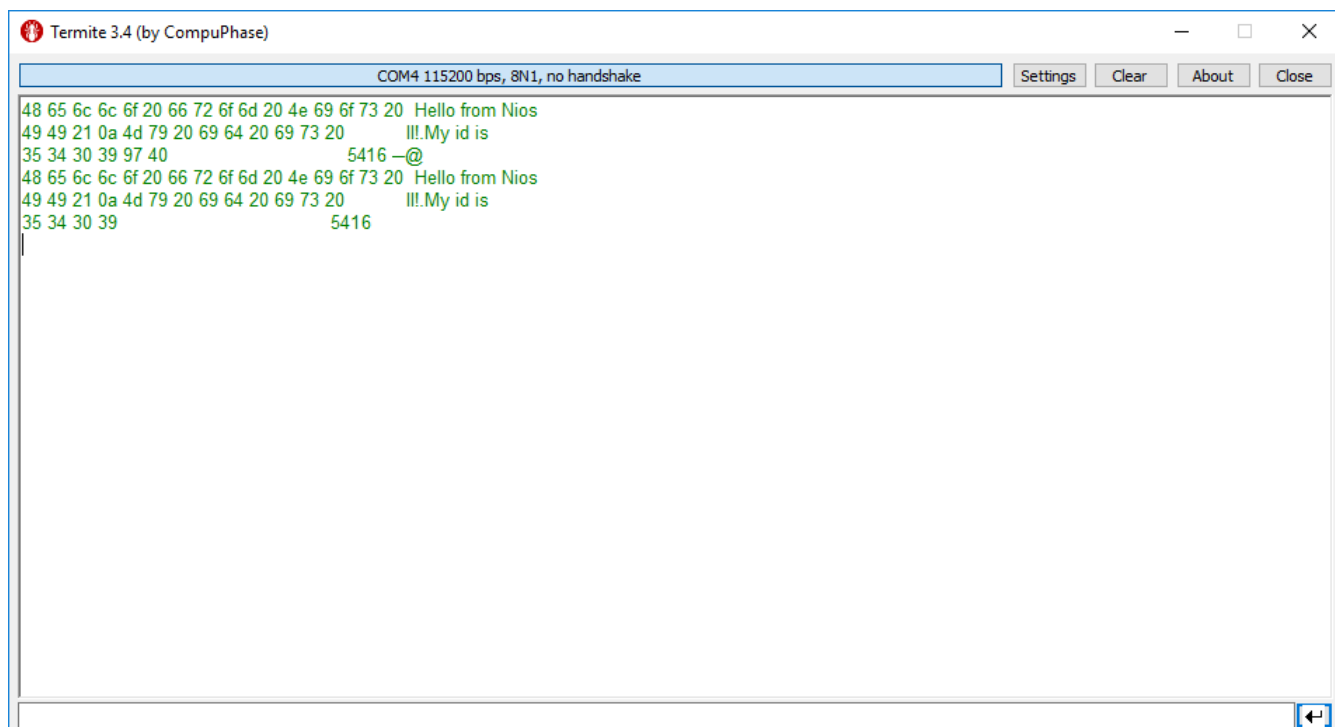 Termite 3.4 (by CompuPhase)
COM4 115200 bps, 8N1, no handshake
Settings
Clear
About
Close
48 65 6c 6c 6f 20 66 72 6f 6d 20 4e 69 6f 73 20 Hello from Nios
49 49 21 0a 4d 79 20 69 64 20 69 73 20 II!.My id is
35 34 30 39 97 40 5416 —@
48 65 6c 6c 6f 20 66 72 6f 6d 20 4e 69 6f 73 20 Hello from Nios
49 49 21 0a 4d 79 20 69 64 20 69 73 20 II!.My id is
35 34 30 39 5416